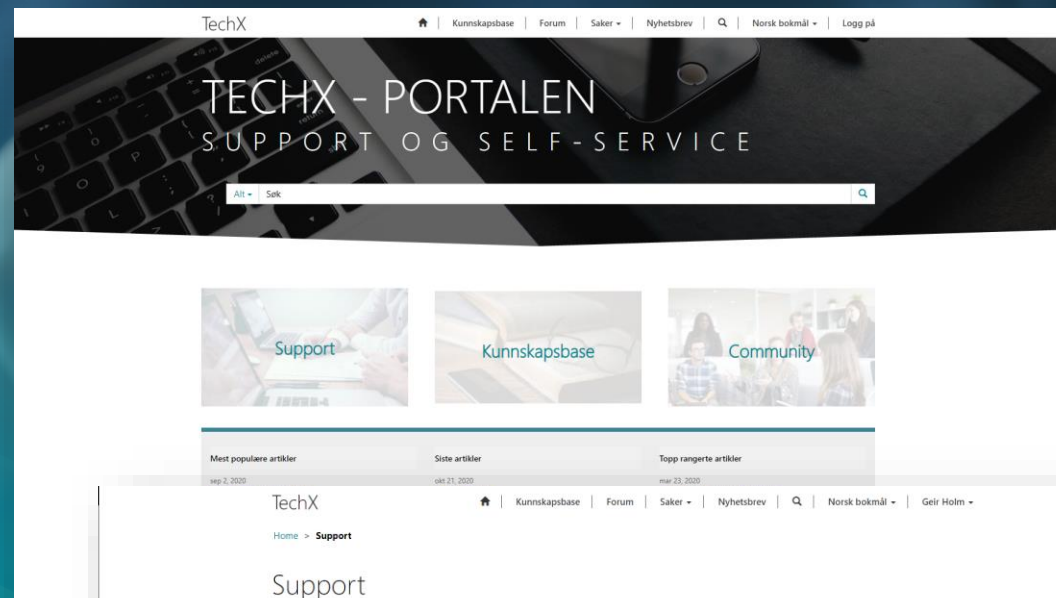 TechX Kunnskapsbase Forum Saker Nyhetsbrev Norsk bokmål Logg på
TECHX - PORTALEN
SUPPORT OG SELF-SERVICE
Alt Søk
Support Kunnskapsbase Community
Mest populære artikler Siste artikler Topp rangerte artikler
sep 2, 2020 okt 21, 2020 mar 23, 2020
TechX Kunnskapsbase Forum Saker Nyhetsbrev Norsk bokmål Geir Holm
Home > Support
Support